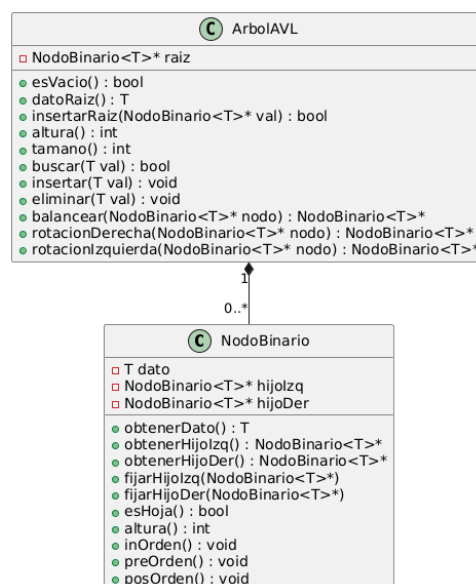 C ArbolAVL
NodoBinario<T>* raiz
esVacio() : bool
datoRaiz() : T
insertarRaiz(NodoBinario<T>* val) : bool
altura() : int
tamano() : int
buscar(T val) : bool
insertar(T val) : void
eliminar(T val) : void
balancear(NodoBinario<T>* nodo) : NodoBinario<T>*
rotacionDerecha(NodoBinario<T>* nodo) : NodoBinario<T>*
rotacionIzquierda(NodoBinario<T>* nodo) : NodoBinario<T>*
1
0..*
C NodoBinario
T dato
NodoBinario<T>* hijoIzq
NodoBinario<T>* hijoDer
obtenerDato() : T
obtenerHijoIzq() : NodoBinario<T>*
obtenerHijoDer() : NodoBinario<T>*
fijarHijoIzq(NodoBinario<T>*)
fijarHijoDer(NodoBinario<T>*)
esHoja() : bool
altura() : int
inOrden() : void
preOrden() : void
posOrden() : void